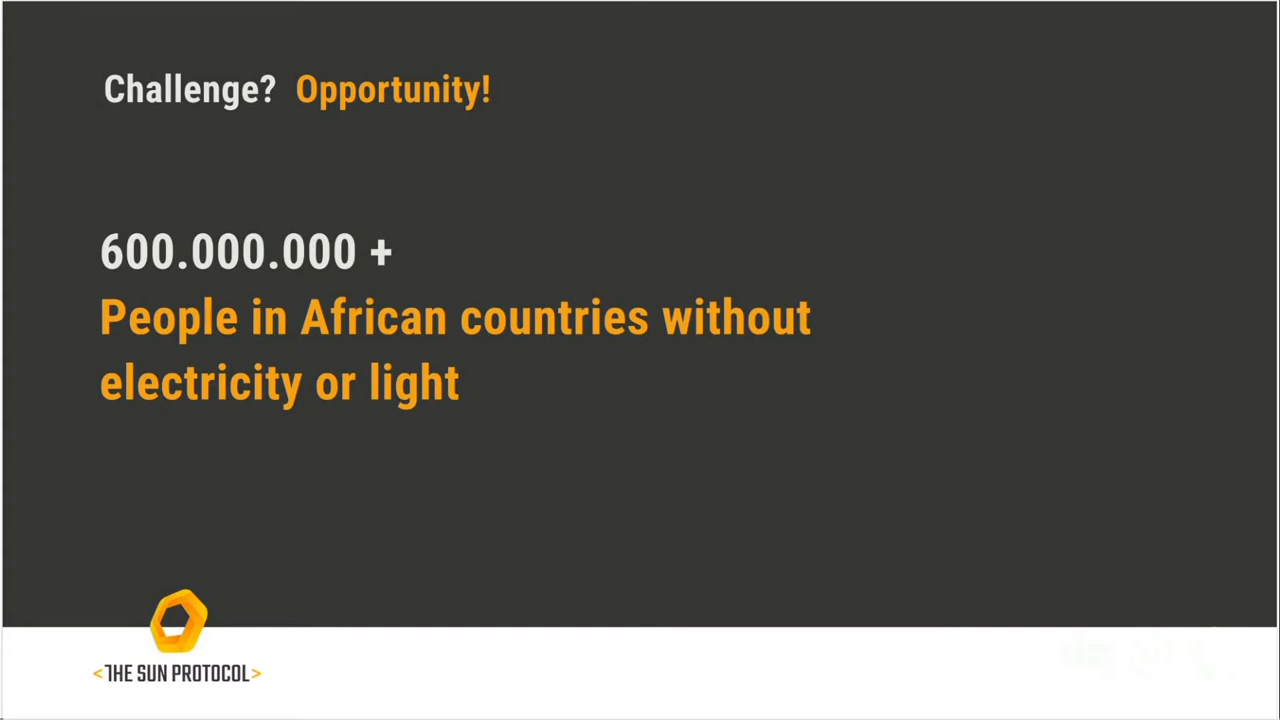 Challenge? Opportunity!
600.000.000 +
People in African countries without
electricity or light
<THE SUN PROTOCOL>